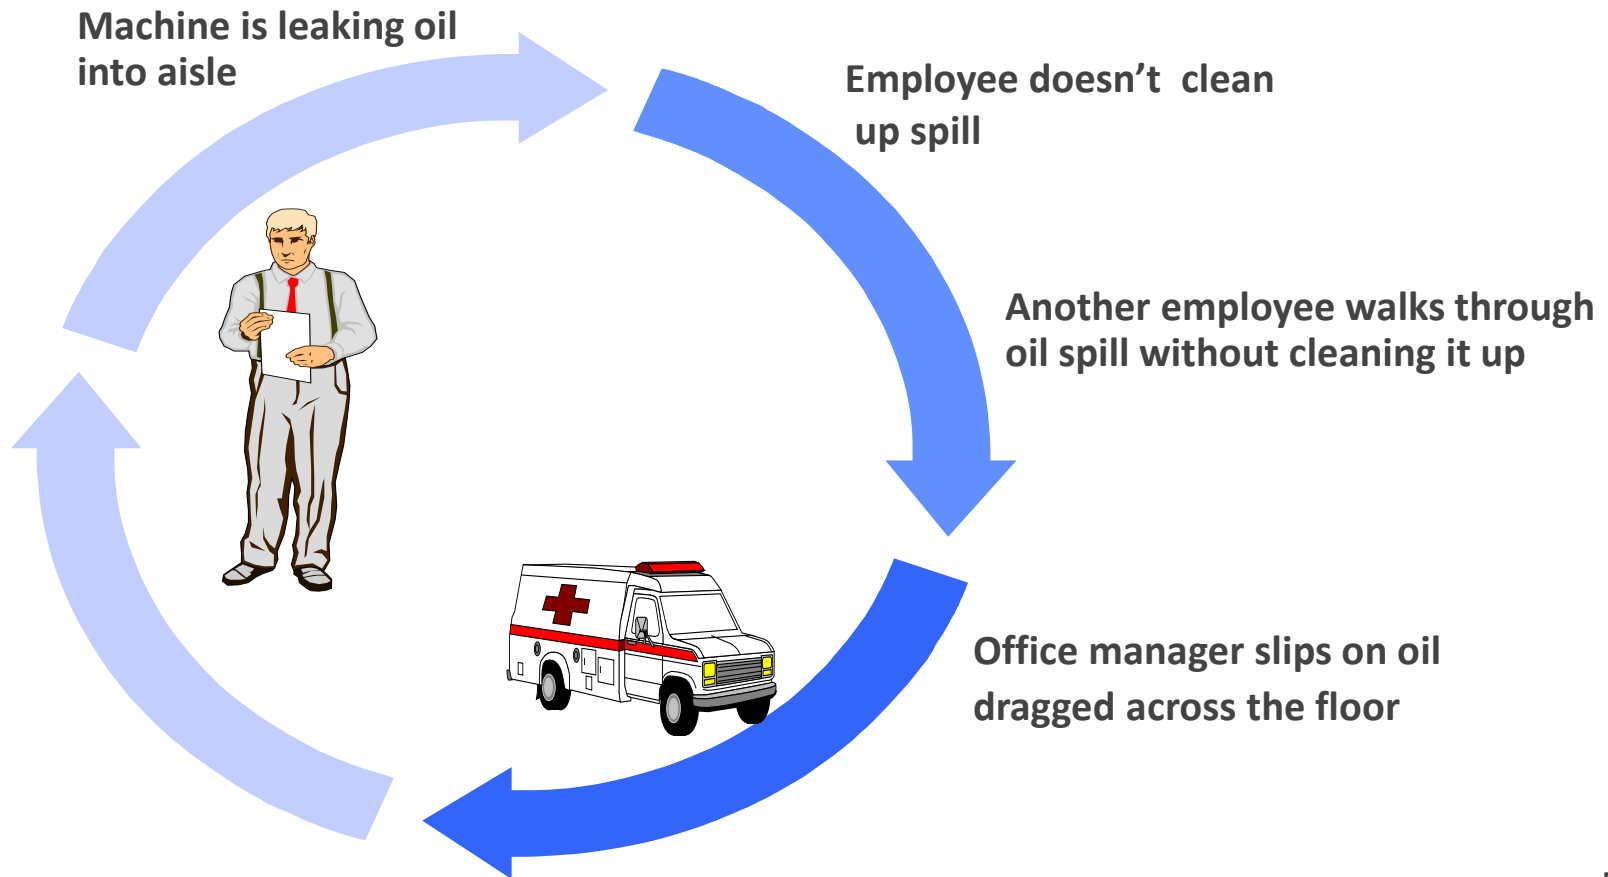 Machine is leaking oil
into aisle
Employee doesn’t  clean
up spill
Another employee walks through
oil spill without cleaning it up
Office manager slips on oil
dragged across the floor